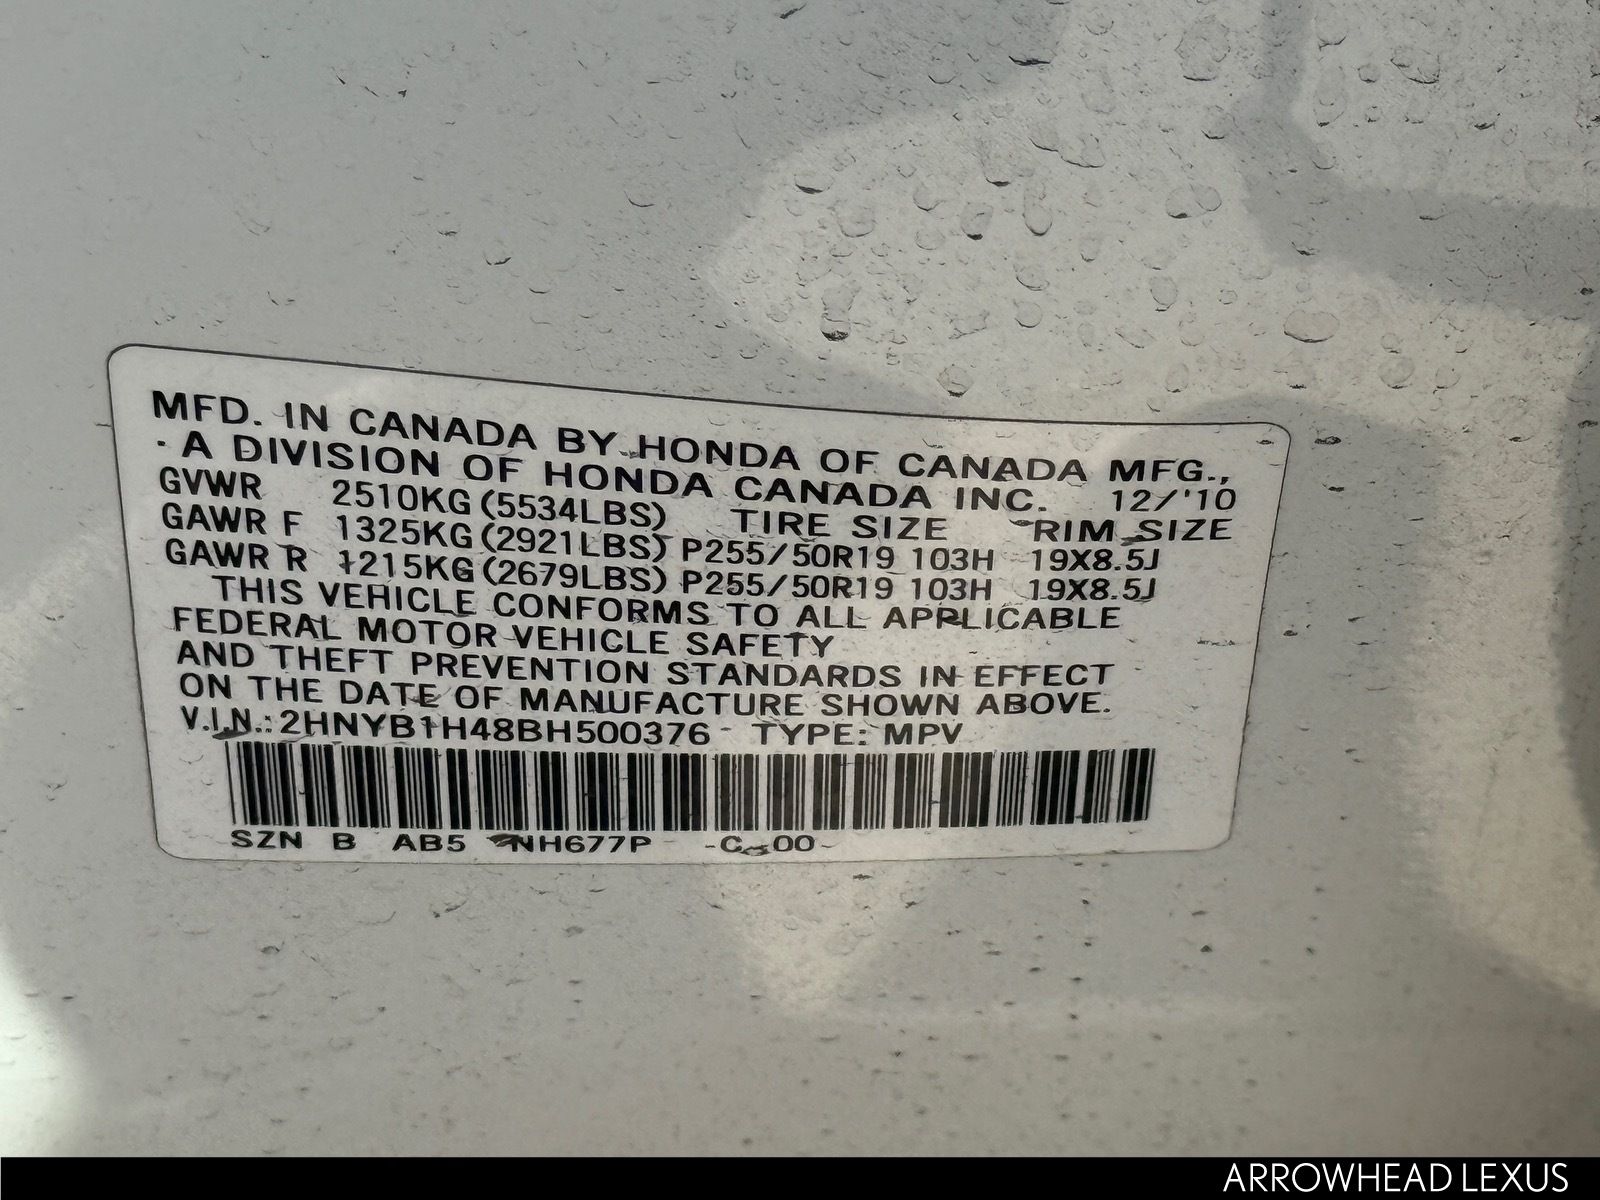 MFD. IN CANADA BY HONDA OF CANADA MFG.,
A DIVISION OF HONDA CANADA INC. 12/'10
GVWR 2510KG (5534LBS) TIRE SIZE RIM SIZE
GAWR F 1325KG (2921LBS) P255/50R19 103H 19X8.5J
GAWR R 1215KG (2679LBS) P255/50R19 103H 19X8.5J
THIS VEHICLE CONFORMS TO ALL APPLICABLE
FEDERAL MOTOR VEHICLE SAFETY
AND THEFT PREVENTION STANDARDS IN EFFECT
ON THE DATE OF MANUFACTURE SHOWN ABOVE.
V.I.N.: 2HNYB1H48BH500376 TYPE: MPV
SZN B AB5 NH677P C 00
ARROWHEAD LEXUS